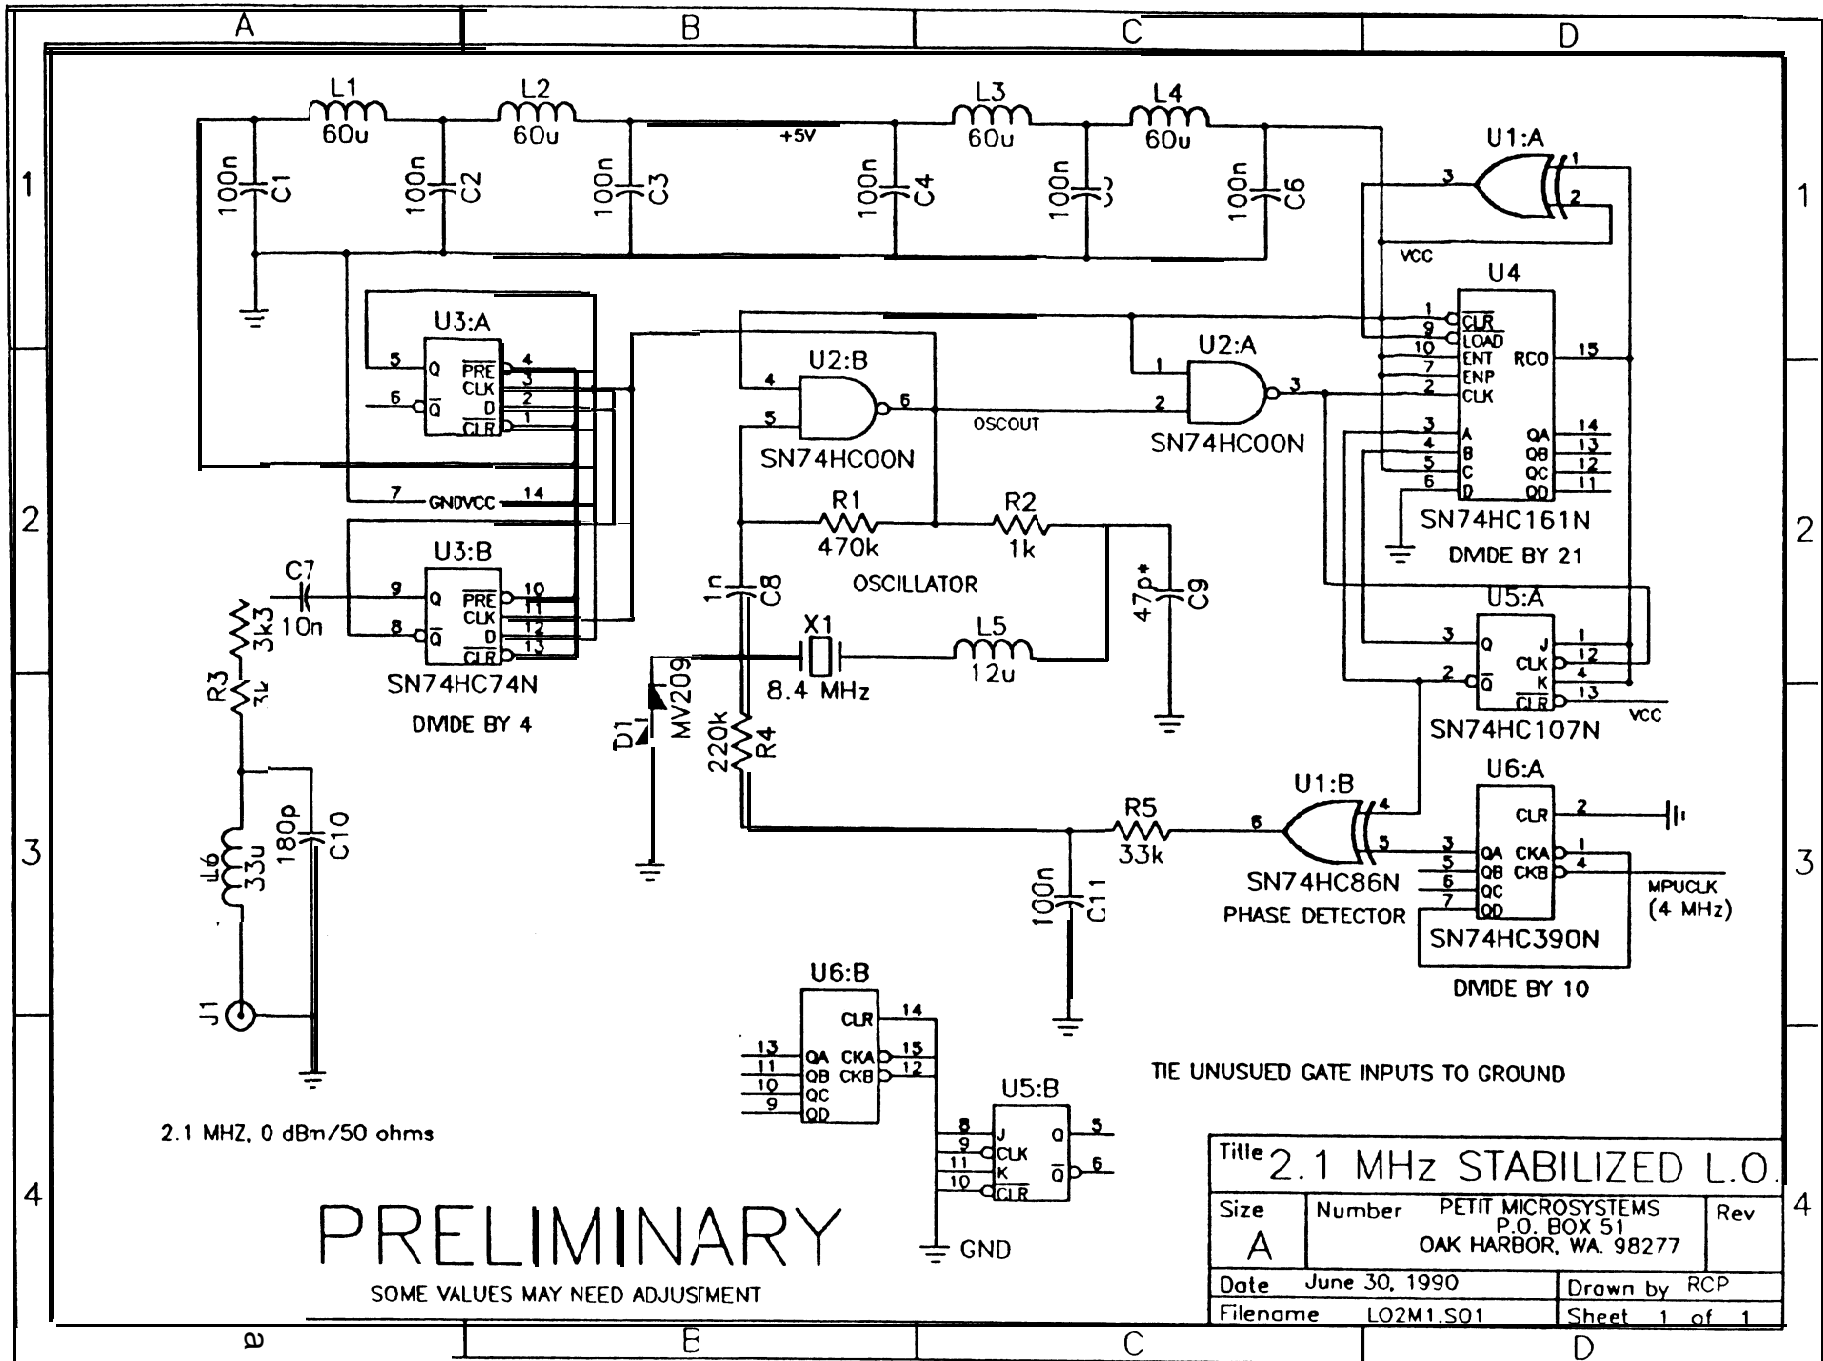 A B C D
1
L1
60u
L2
60u
+5V
L3
60u
L4
60u
100n
C1
100n
C2
100n
C3
100n
C4
100n
100n
C6
U1:A
3
1
2
VCC
1
U3:A
5 Q PRE 4
CLK 3
6 Q D 2
CLR 1
7 GNDVCC 14
U3:B
9 Q PRE 10
CLK 11
8 Q D 12
CLR 13
SN74HC74N
DIVIDE BY 4
U2:B
4
5
6
SN74HC00N
OSCOUT
U2:A
1
2
3
SN74HC00N
U4
1 CLR
9 LOAD
10 ENT RCO 15
7 ENP
2 CLK
3 A QA 14
4 B QB 13
5 C QC 12
6 D QD 11
SN74HC161N
DIVIDE BY 21
2
2
R1
470k
R2
1k
OSCILLATOR
1n
C8
47p*
C9
X1
8.4 MHz
L5
12u
D1
MV209
220k
R4
C7
10n
3k3
R3
3k
L6
33u
180p
C10
J1
2.1 MHZ, 0 dBm/50 ohms
U5:A
3 Q J 1
CLK 12
2 Q K 4
CLR 13
VCC
SN74HC107N
U6:A
CLR 2
3 QA CKA 1
5 QB CKB 4
6 QC
7 QD
MPUCLK
(4 MHz)
SN74HC390N
DIVIDE BY 10
U1:B
6
4
5
SN74HC86N
PHASE DETECTOR
R5
33k
100n
C11
3
3
U6:B
CLR 14
13 QA CKA 15
11 QB CKB 12
10 QC
9 QD
U5:B
8 J Q 5
9 CLK
11 K Q 6
10 CLR
GND
TIE UNUSUED GATE INPUTS TO GROUND
4
4
PRELIMINARY
SOME VALUES MAY NEED ADJUSTMENT
Title 2.1 MHz STABILIZED L.O.
Size A
Number PETIT MICROSYSTEMS
P.O. BOX 51
OAK HARBOR, WA. 98277
Rev
Date June 30, 1990
Drawn by RCP
Filename LO2M1.S01
Sheet 1 of 1
C D